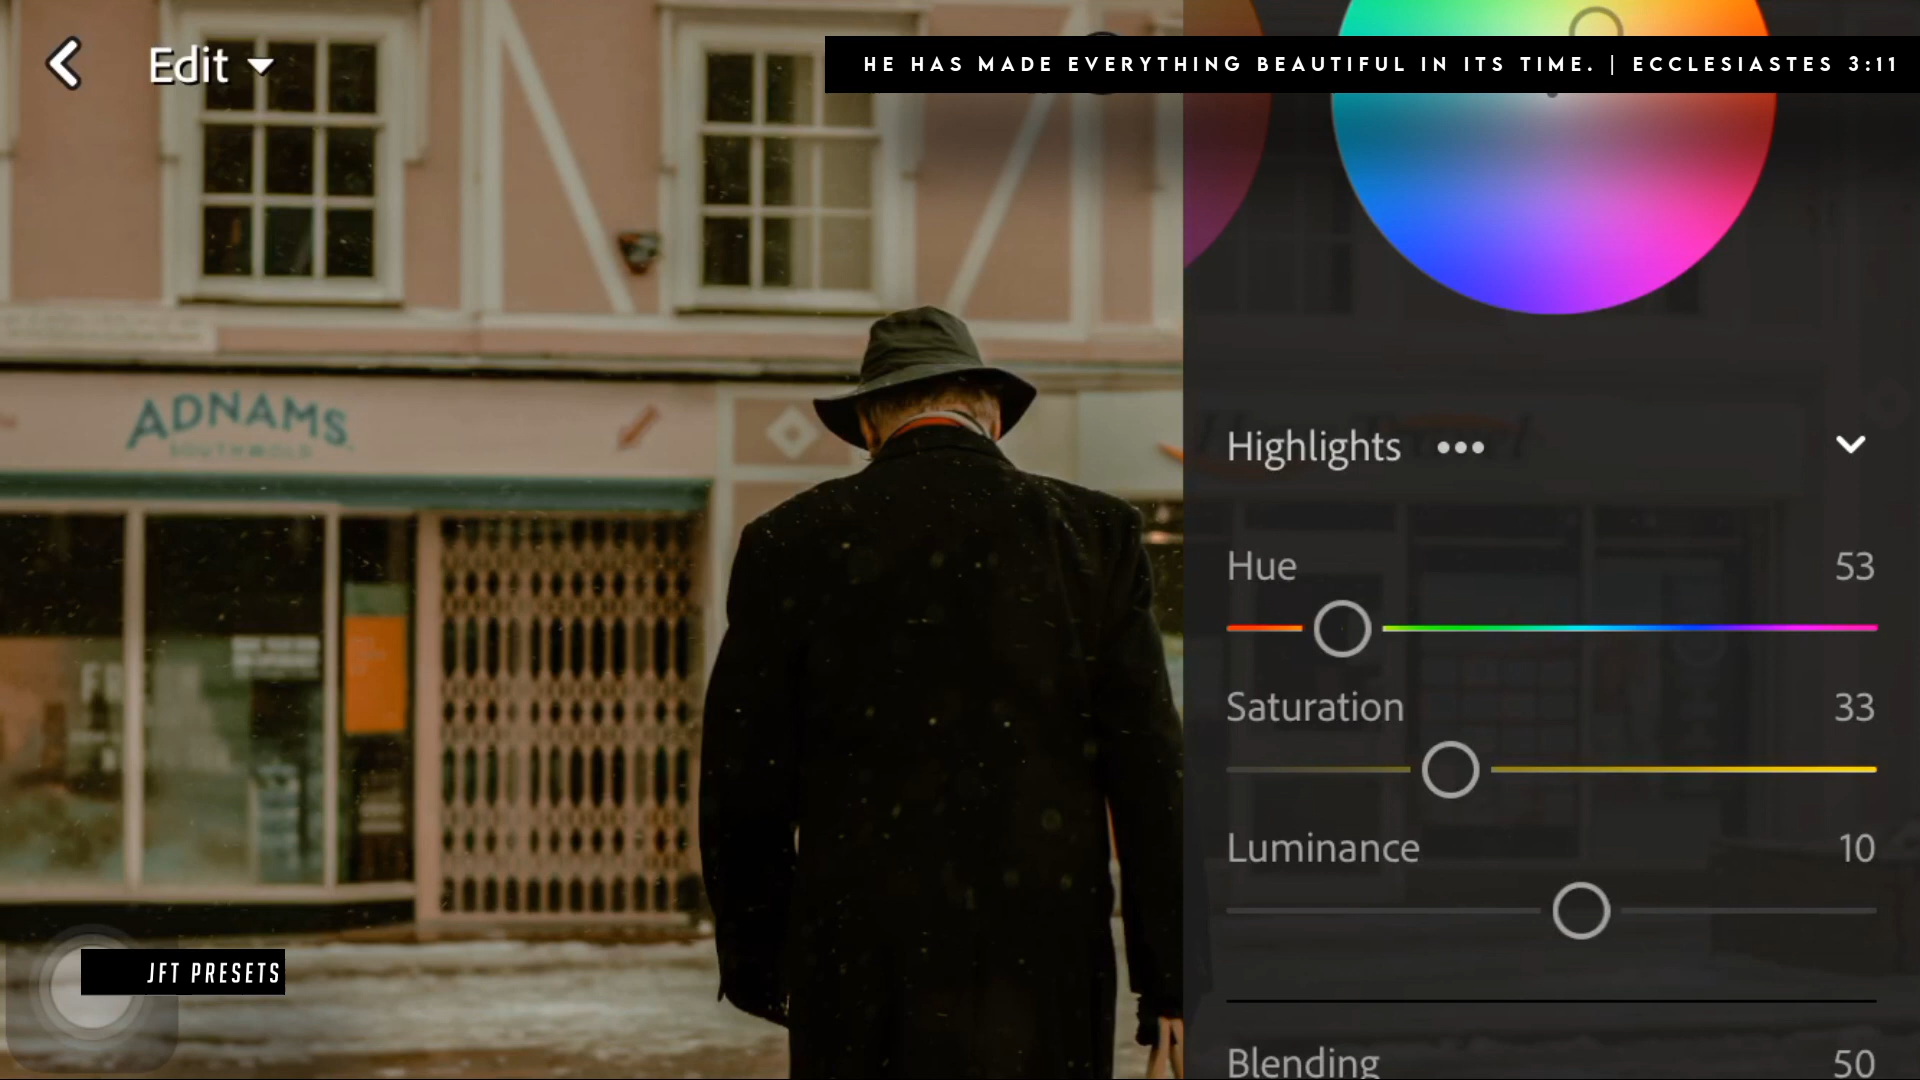 Edit
HE HAS MADE EVERYTHING BEAUTIFUL IN ITS TIME. | ECCLESIASTES 3:11
ADNAMS
SOUTHWOLD
Highlights
Hue 53
Saturation 33
Luminance 10
JFT PRESETS
Blending 50